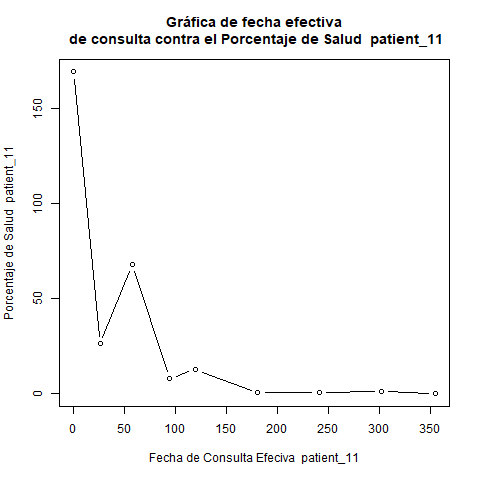 Gráfica de fecha efectiva
de consulta contra el Porcentaje de Salud patient_11
Porcentaje de Salud patient_11
150
100
50
0
0 50 100 150 200 250 300 350
Fecha de Consulta Efeciva patient_11